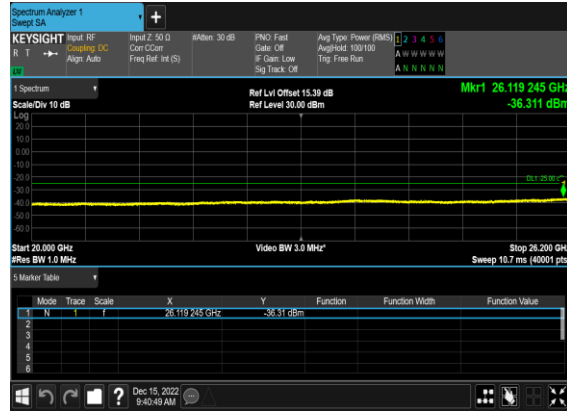 Spectrum Analyzer 1
Swept SA
+
KEYSIGHT Input: RF Input Z: 50 Ω #Atten: 30 dB PNO: Fast Avg Type: Power (RMS) 1 2 3 4 5 6
R T Coupling: DC Corr CCorr Gate: Off Avg|Hold: 100/100 A W W W W W
Align: Auto Freq Ref: Int (S) IF Gain: Low Trig: Free Run
Sig Track: Off A N N N N N
1 Spectrum Ref Lvl Offset 15.39 dB Mkr1 26.119 245 GHz
Scale/Div 10 dB Ref Level 30.00 dBm -36.311 dBm
Log
20.0
10.0
0.00
-10.0
-20.0
DL1 -25.00
-30.0
-40.0
-50.0
-60.0
Start 20.000 GHz Video BW 3.0 MHz* Stop 26.200 GHz
#Res BW 1.0 MHz Sweep 10.7 ms (40001 pts)
5 Marker Table
Mode Trace Scale X Y Function Function Width Function Value
1 N 1 f 26.119 245 GHz -36.31 dBm
2
3
4
5
6
? Dec 15, 2022
9:40:49 AM